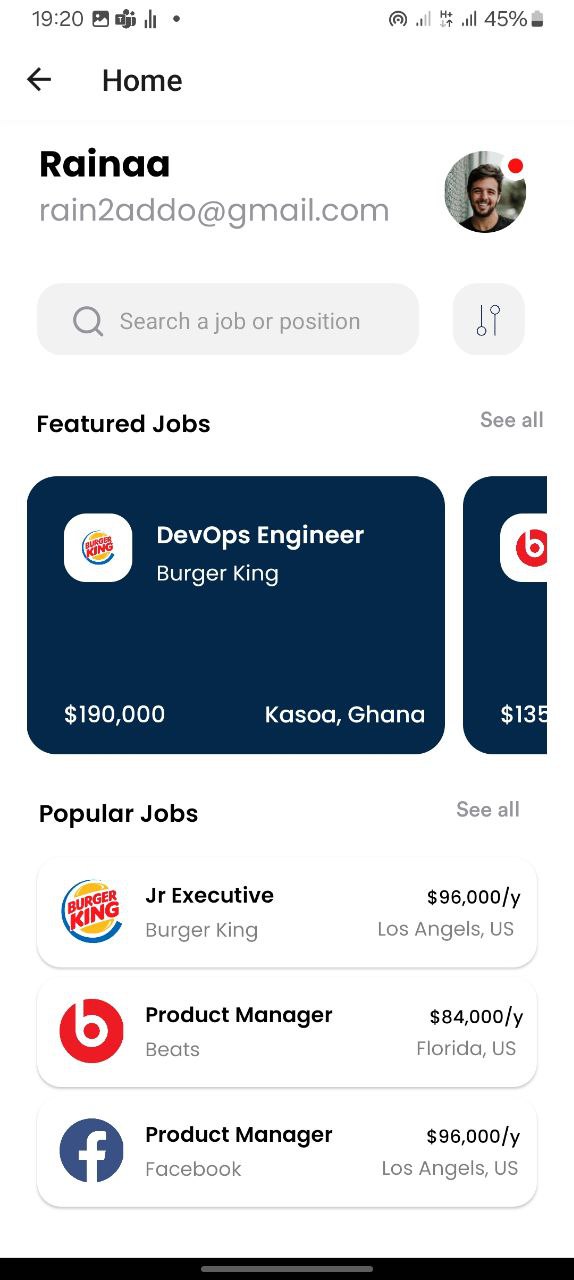 19:20 45%
Home
Rainaa
rain2addo@gmail.com
Search a job or position
Featured Jobs See all
BURGER KING
DevOps Engineer
Burger King
$190,000 Kasoa, Ghana
$135
Popular Jobs See all
BURGER KING
Jr Executive $96,000/y
Burger King Los Angels, US
Product Manager $84,000/y
Beats Florida, US
Product Manager $96,000/y
Facebook Los Angels, US